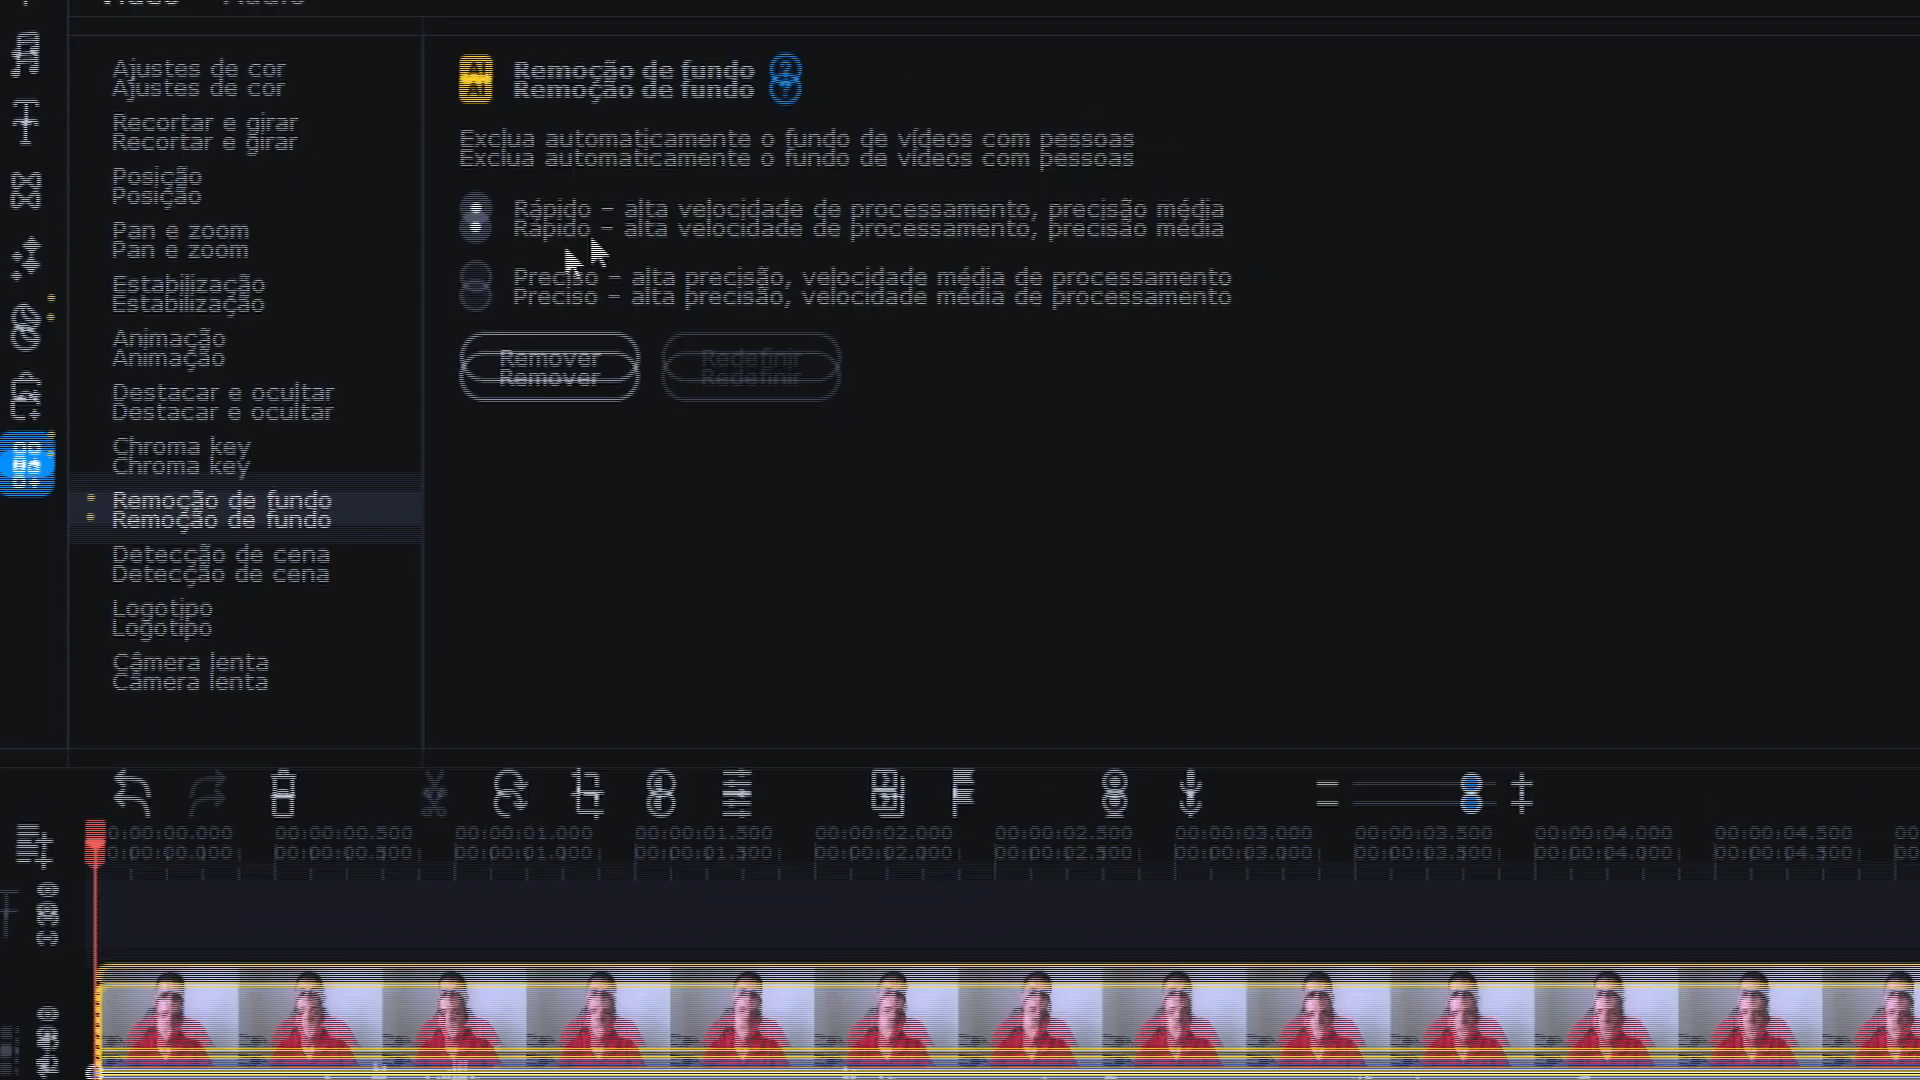 Ajustes de cor
Recortar e girar
Posição
Pan e zoom
Estabilização
Animação
Destacar e ocultar
Chroma key
Remoção de fundo
Detecção de cena
Logotipo
Câmera lenta
AI Remoção de fundo ?
Exclua automaticamente o fundo de vídeos com pessoas
Rápido - alta velocidade de processamento, precisão média
Preciso - alta precisão, velocidade média de processamento
Remover Redefinir
00:00:00.000 00:00:00.500 00:00:01.000 00:00:01.500 00:00:02.000 00:00:02.500 00:00:03.000 00:00:03.500 00:00:04.000 00:00:04.500